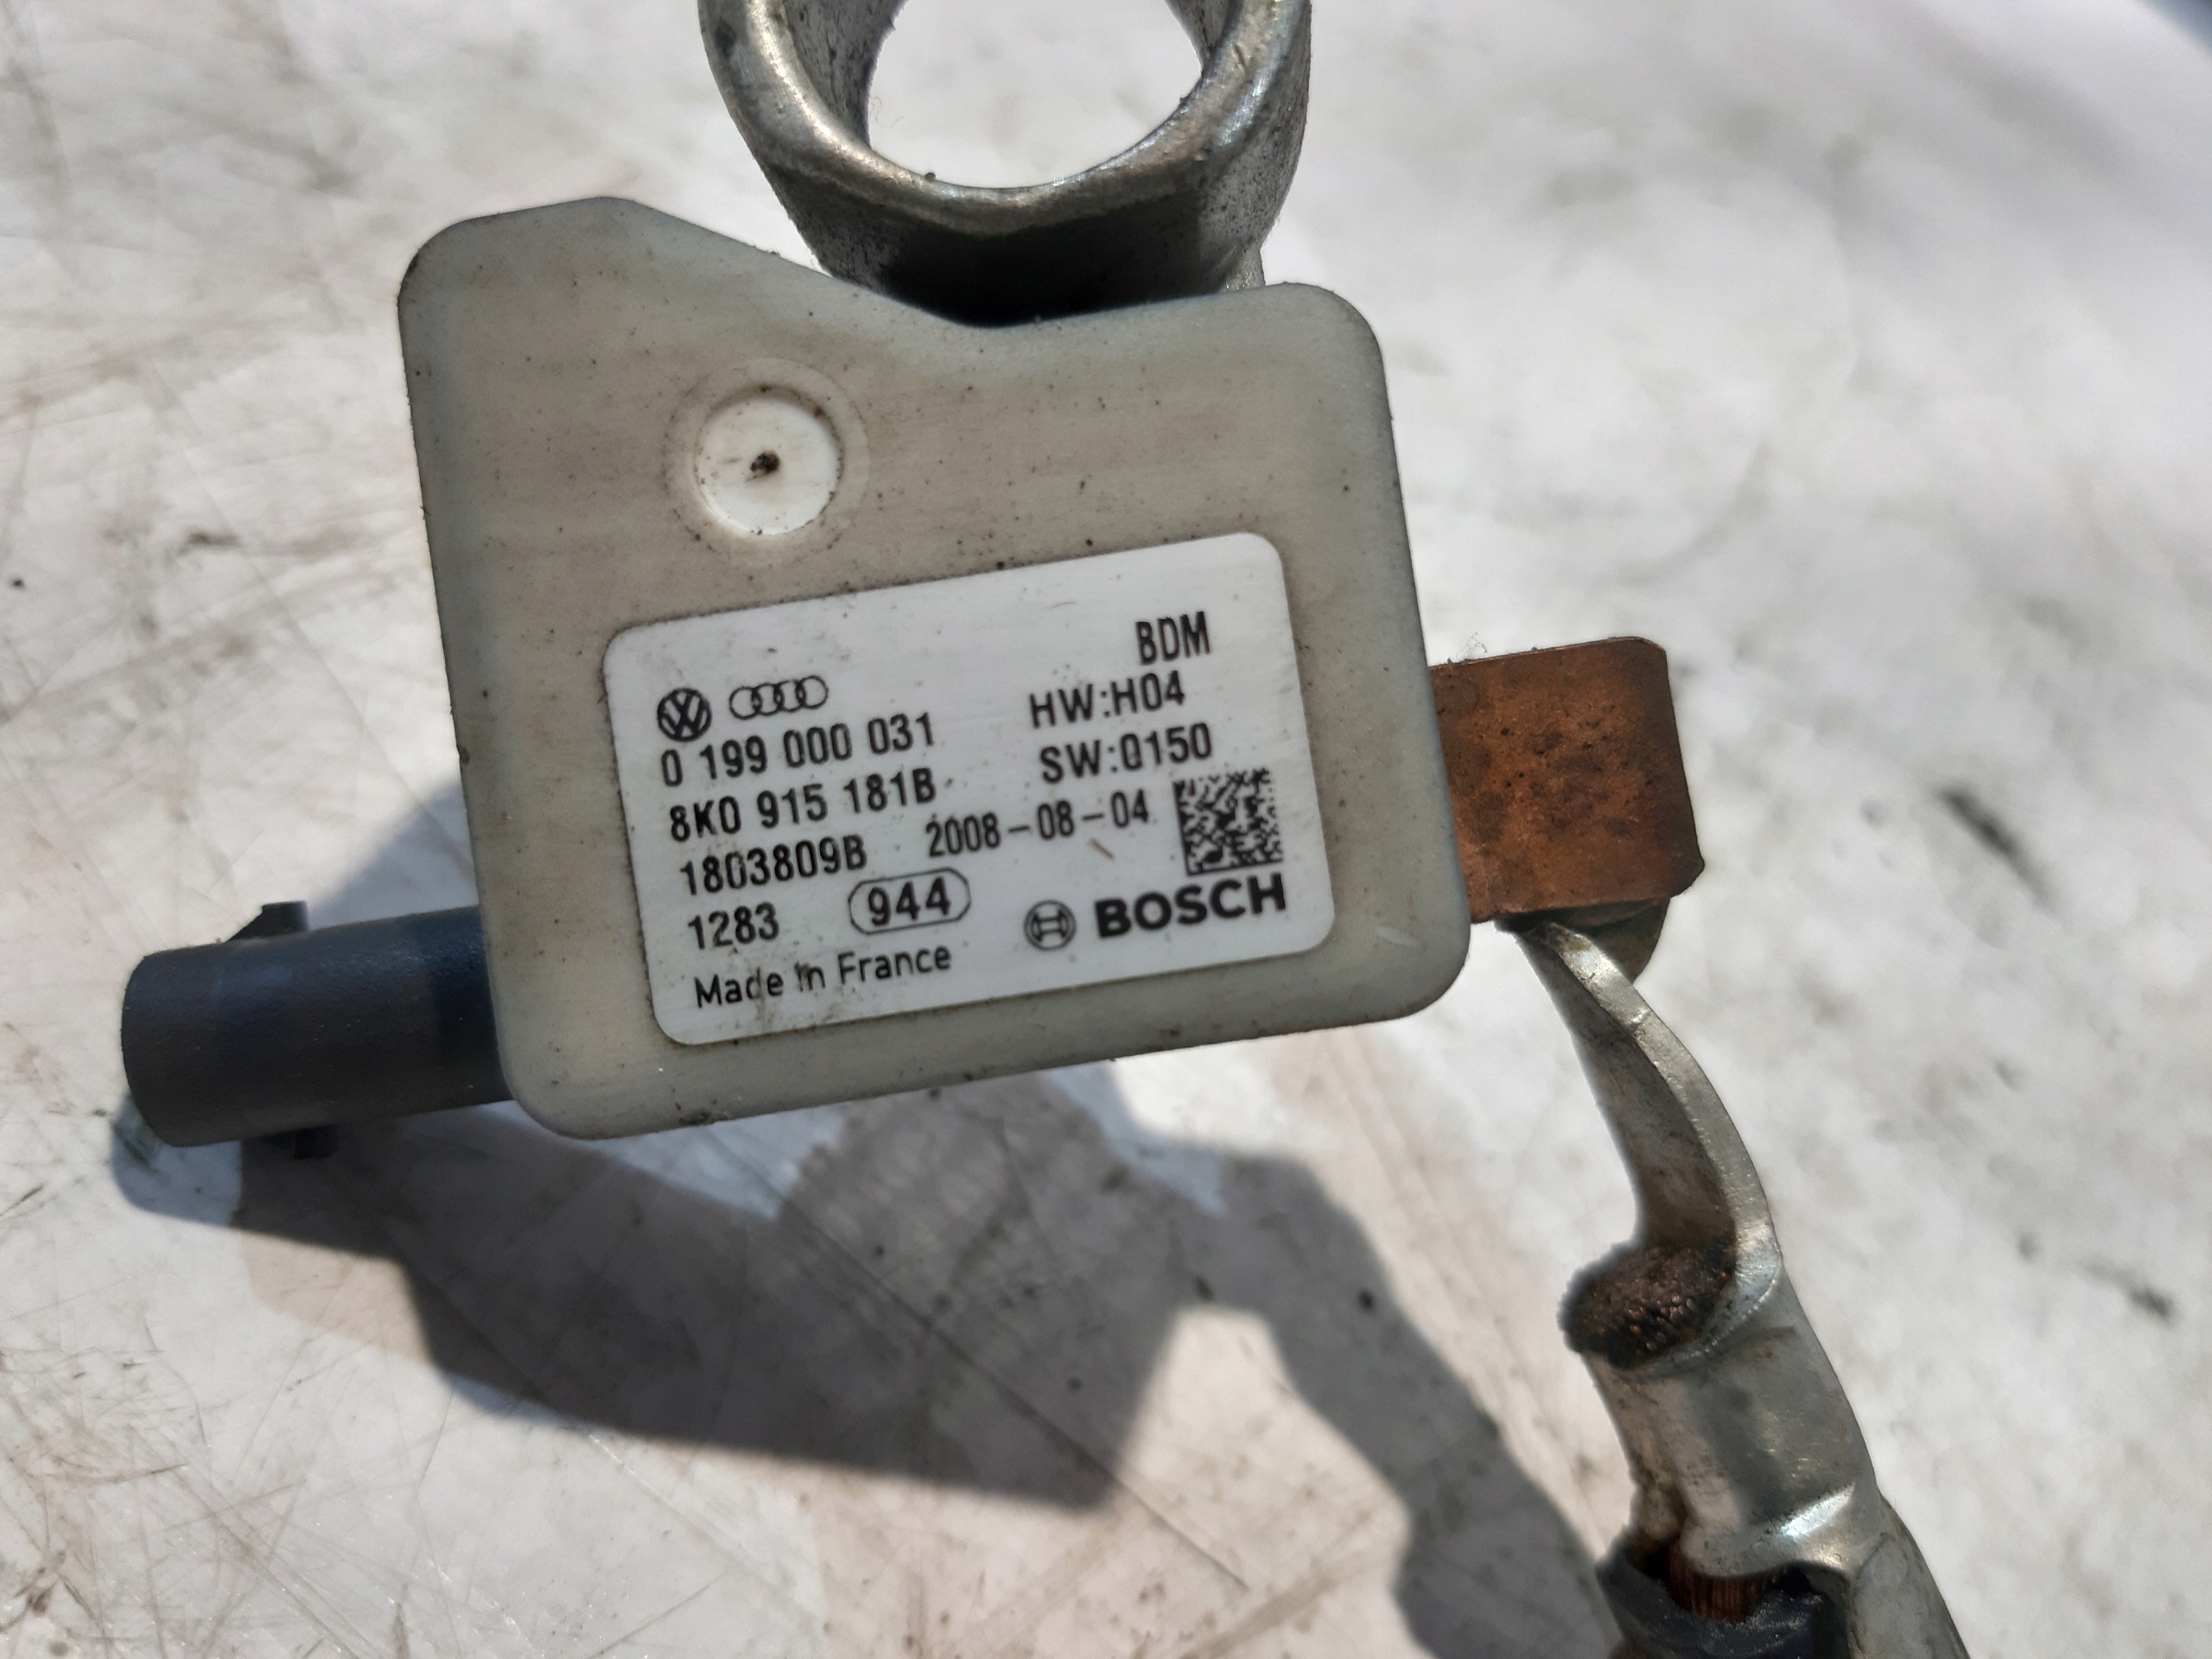 BDM
0 199 000 031 HW:H04
8K0 915 181B SW:0150
1803809B 2008-08-04
1283 944 BOSCH
Made in France